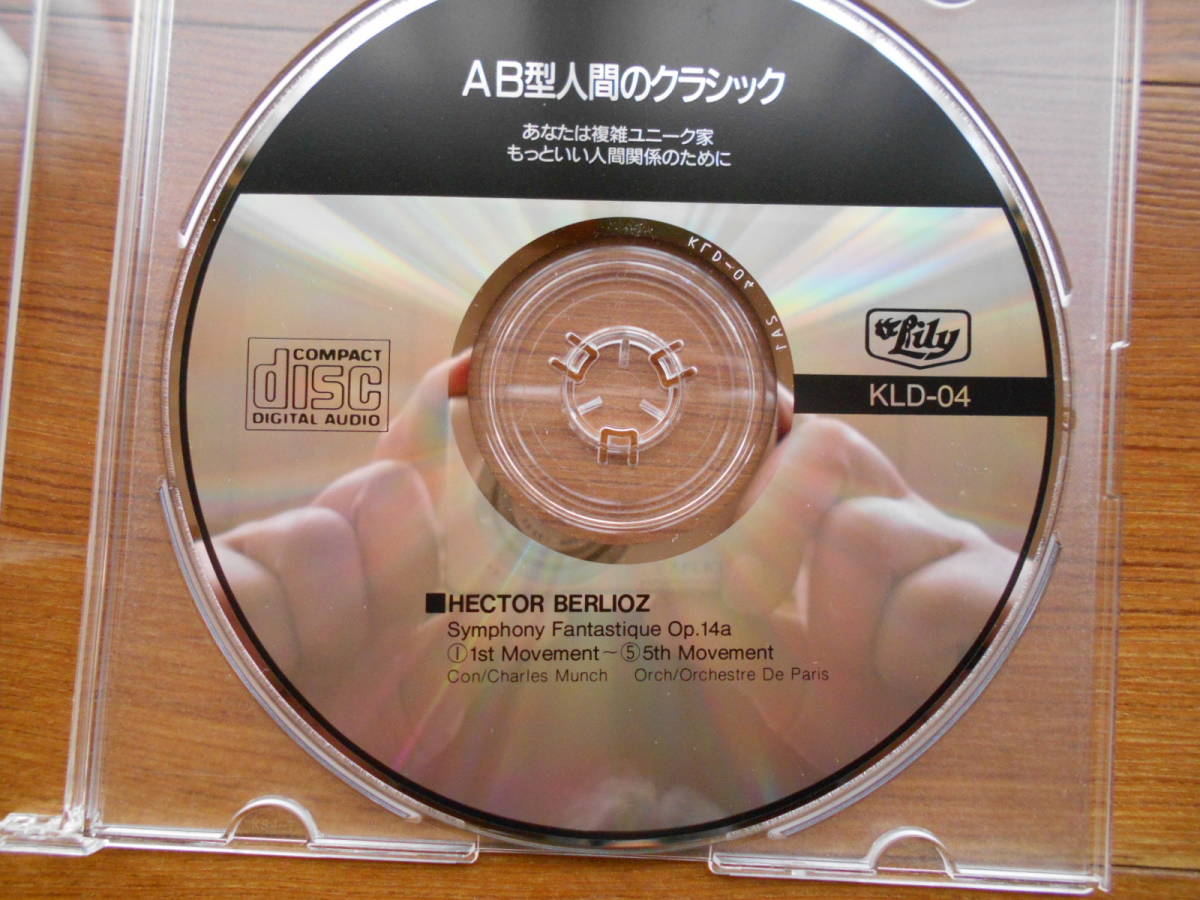 AB型人間のクラシック
あなたは複雑ユニーク家
もっといい人間関係のために
KLD-04 JAS
Lily
KLD-04
COMPACT
disc
DIGITAL AUDIO
■HECTOR BERLIOZ
Symphony Fantastique Op.14a
①1st Movement~⑤5th Movement
Con/Charles Munch Orch/Orchestre De Paris